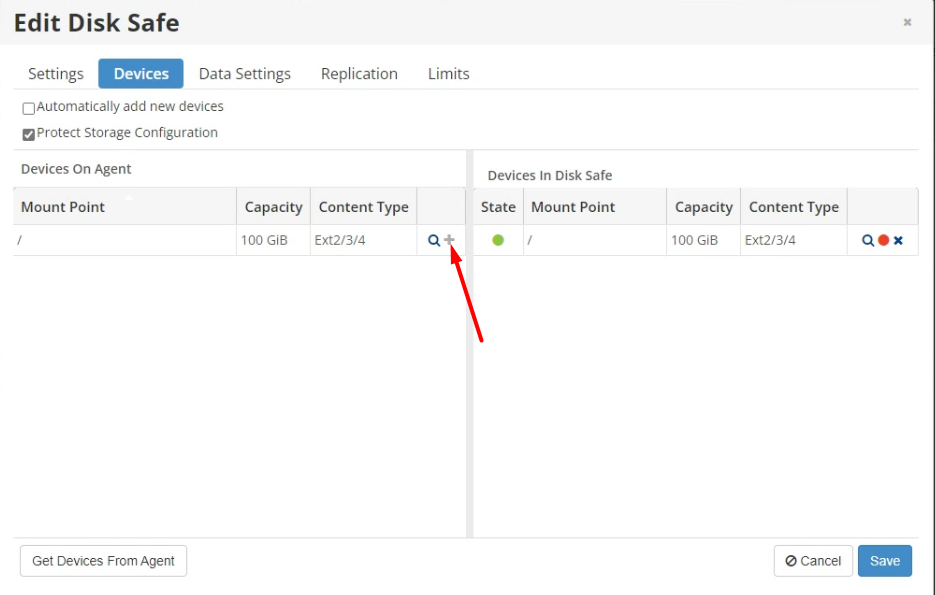 Edit Disk Safe
Settings Devices Data Settings Replication Limits
Automatically add new devices
Protect Storage Configuration
Devices On Agent
Mount Point Capacity Content Type
/ 100 GiB Ext2/3/4
Devices In Disk Safe
State Mount Point Capacity Content Type
/ 100 GiB Ext2/3/4
Get Devices From Agent
Cancel Save